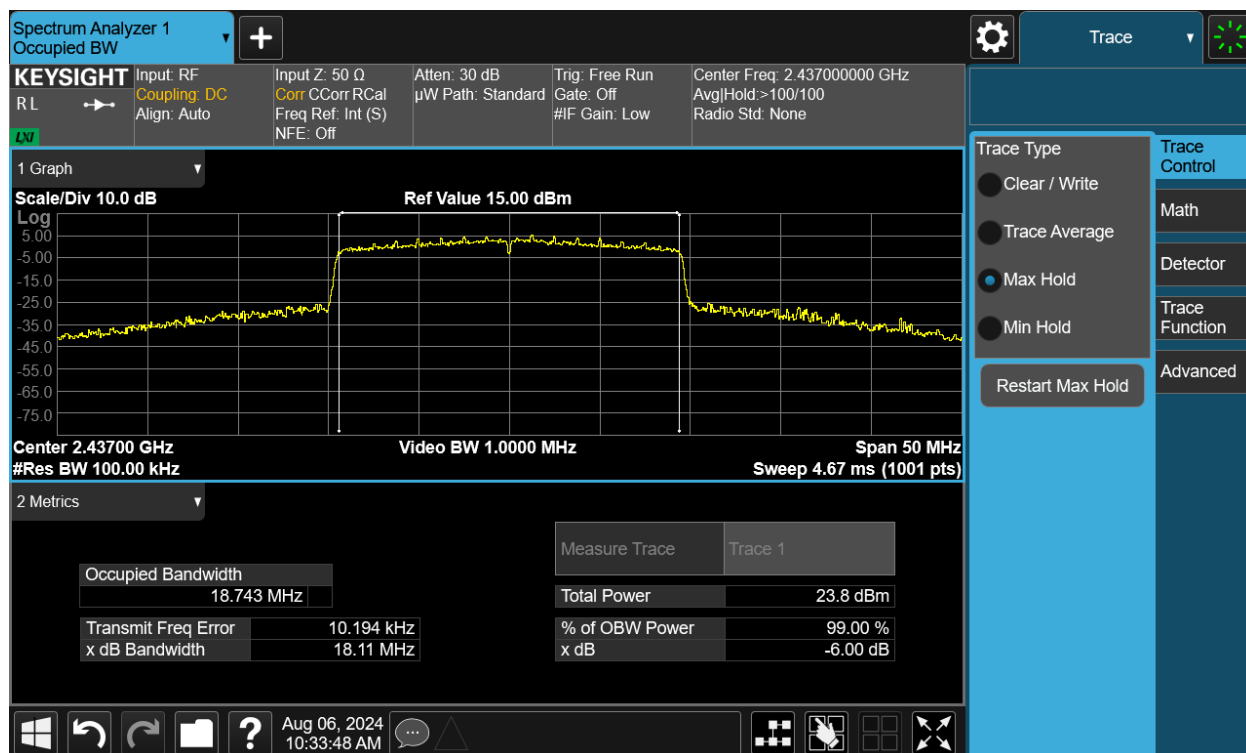 Spectrum Analyzer 1
Occupied BW
+
Trace
KEYSIGHT
R L
LXI
Input: RF
Coupling: DC
Align: Auto
Input Z: 50 Ω
Corr CCorr RCal
Freq Ref: Int (S)
NFE: Off
Atten: 30 dB
µW Path: Standard
Trig: Free Run
Gate: Off
#IF Gain: Low
Center Freq: 2.437000000 GHz
Avg|Hold:>100/100
Radio Std: None
1 Graph
Scale/Div 10.0 dB
Ref Value 15.00 dBm
Log
5.00
-5.00
-15.0
-25.0
-35.0
-45.0
-55.0
-65.0
-75.0
Center 2.43700 GHz
Video BW 1.0000 MHz
Span 50 MHz
#Res BW 100.00 kHz
Sweep 4.67 ms (1001 pts)
2 Metrics
Measure Trace
Trace 1
Occupied Bandwidth
18.743 MHz
Total Power
23.8 dBm
Transmit Freq Error
10.194 kHz
% of OBW Power
99.00 %
x dB Bandwidth
18.11 MHz
x dB
-6.00 dB
Trace Type
Clear / Write
Trace Average
Max Hold
Min Hold
Restart Max Hold
Trace
Control
Math
Detector
Trace
Function
Advanced
?
Aug 06, 2024
10:33:48 AM